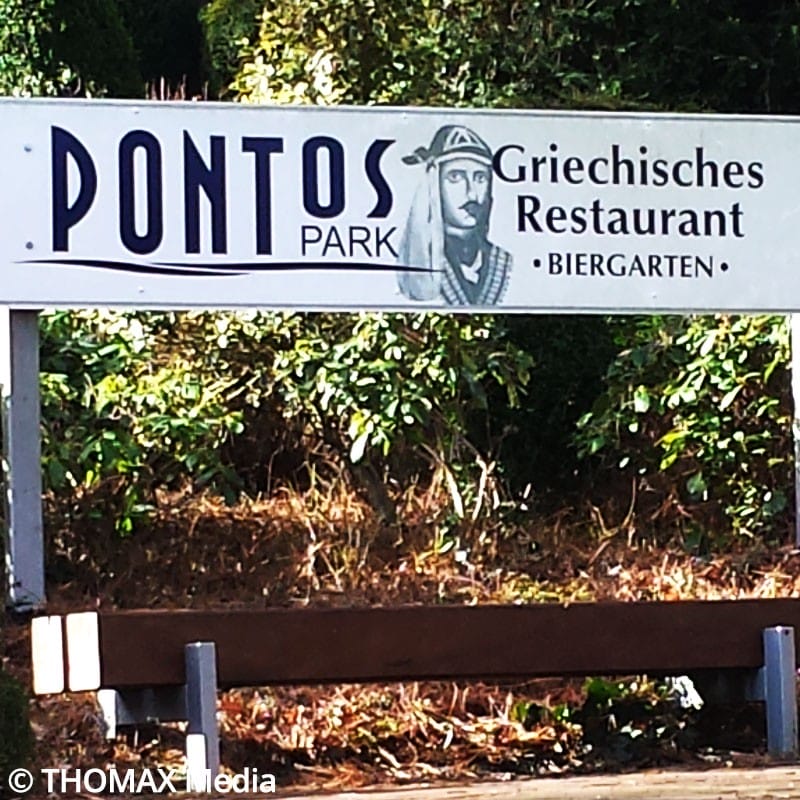 PONTOS
PARK
Griechisches
Restaurant
• BIERGARTEN •
© THOMAX Media